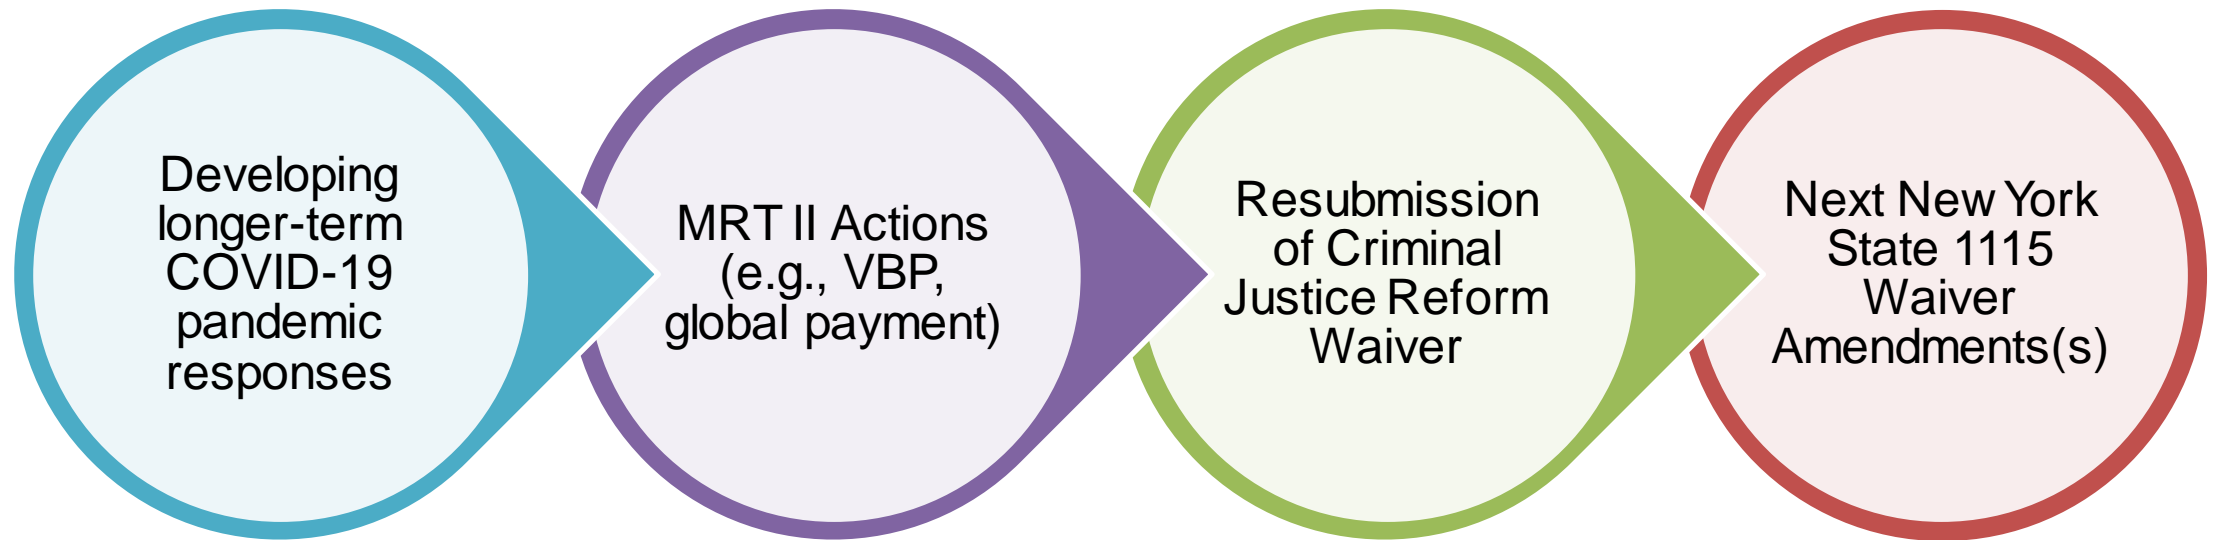 Developing
longer-term
COVID-19
pandemic
responses
MRT II Actions
(e.g., VBP,
global payment)
Resubmission
of Criminal
Justice Reform
Waiver
Next New York
State 1115
Waiver
Amendments(s)